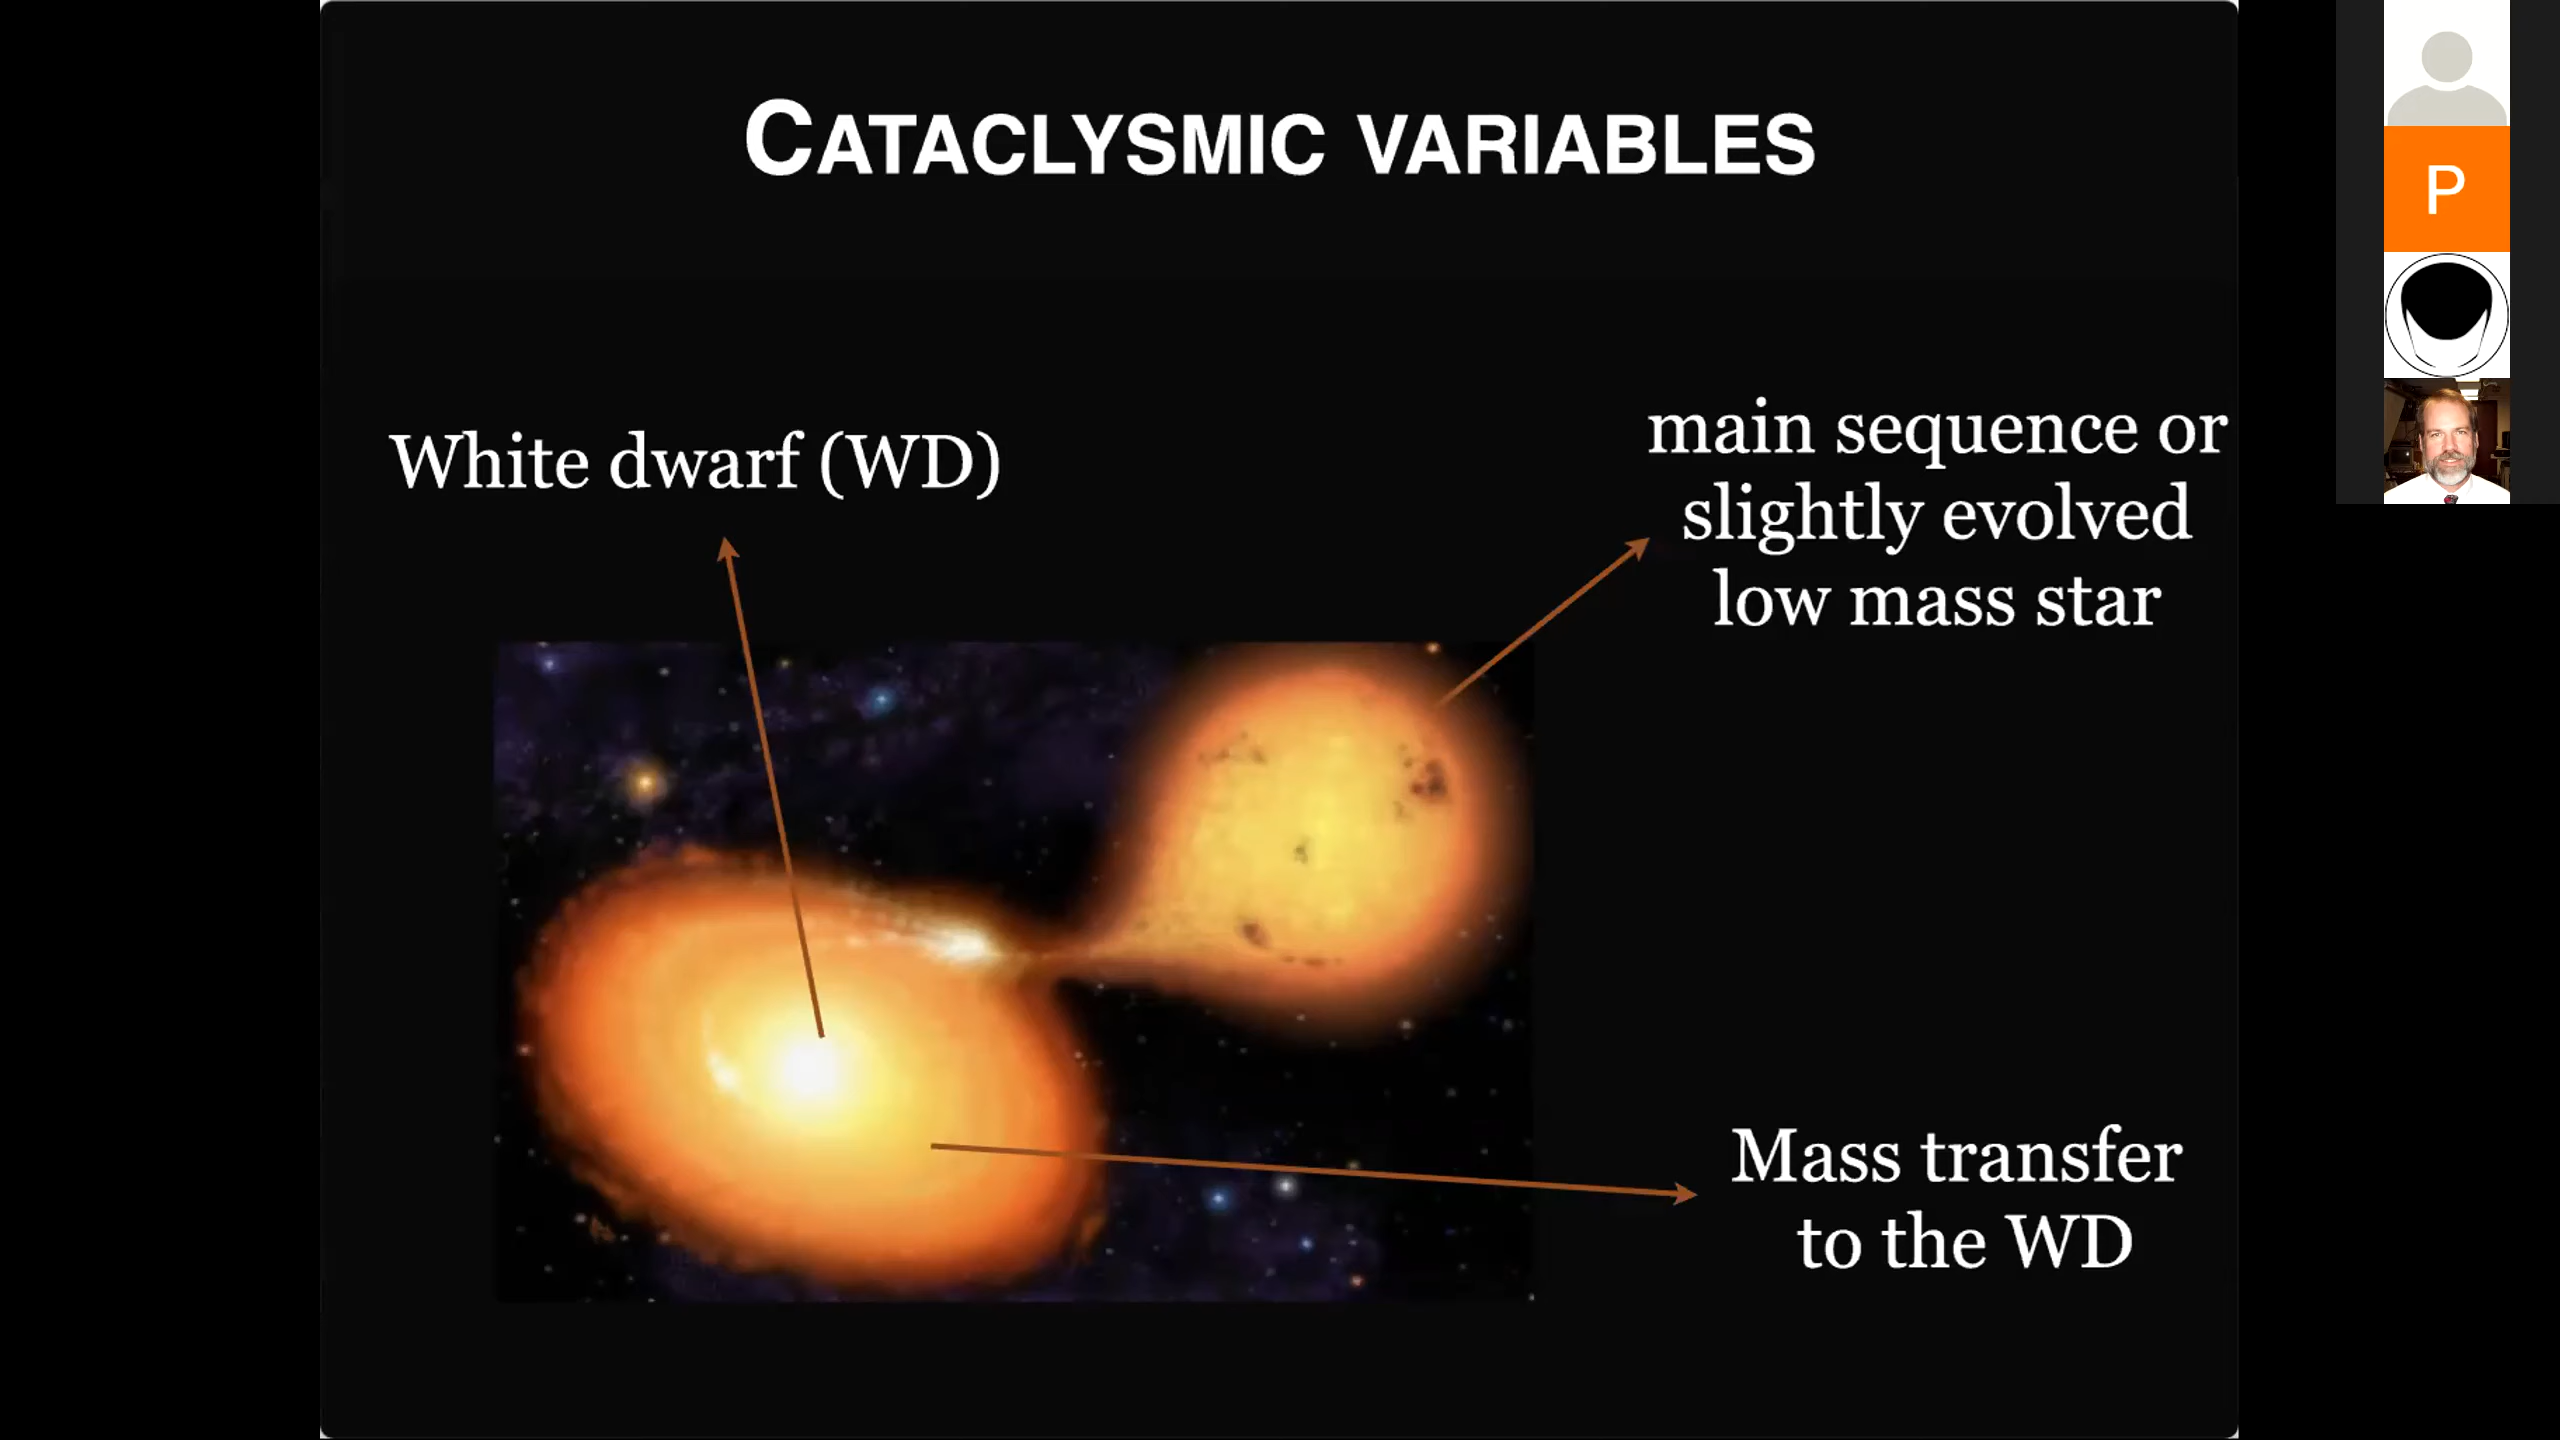 CATACLYSMIC VARIABLES
White dwarf (WD)
main sequence or
slightly evolved
low mass star
Mass transfer
to the WD
P